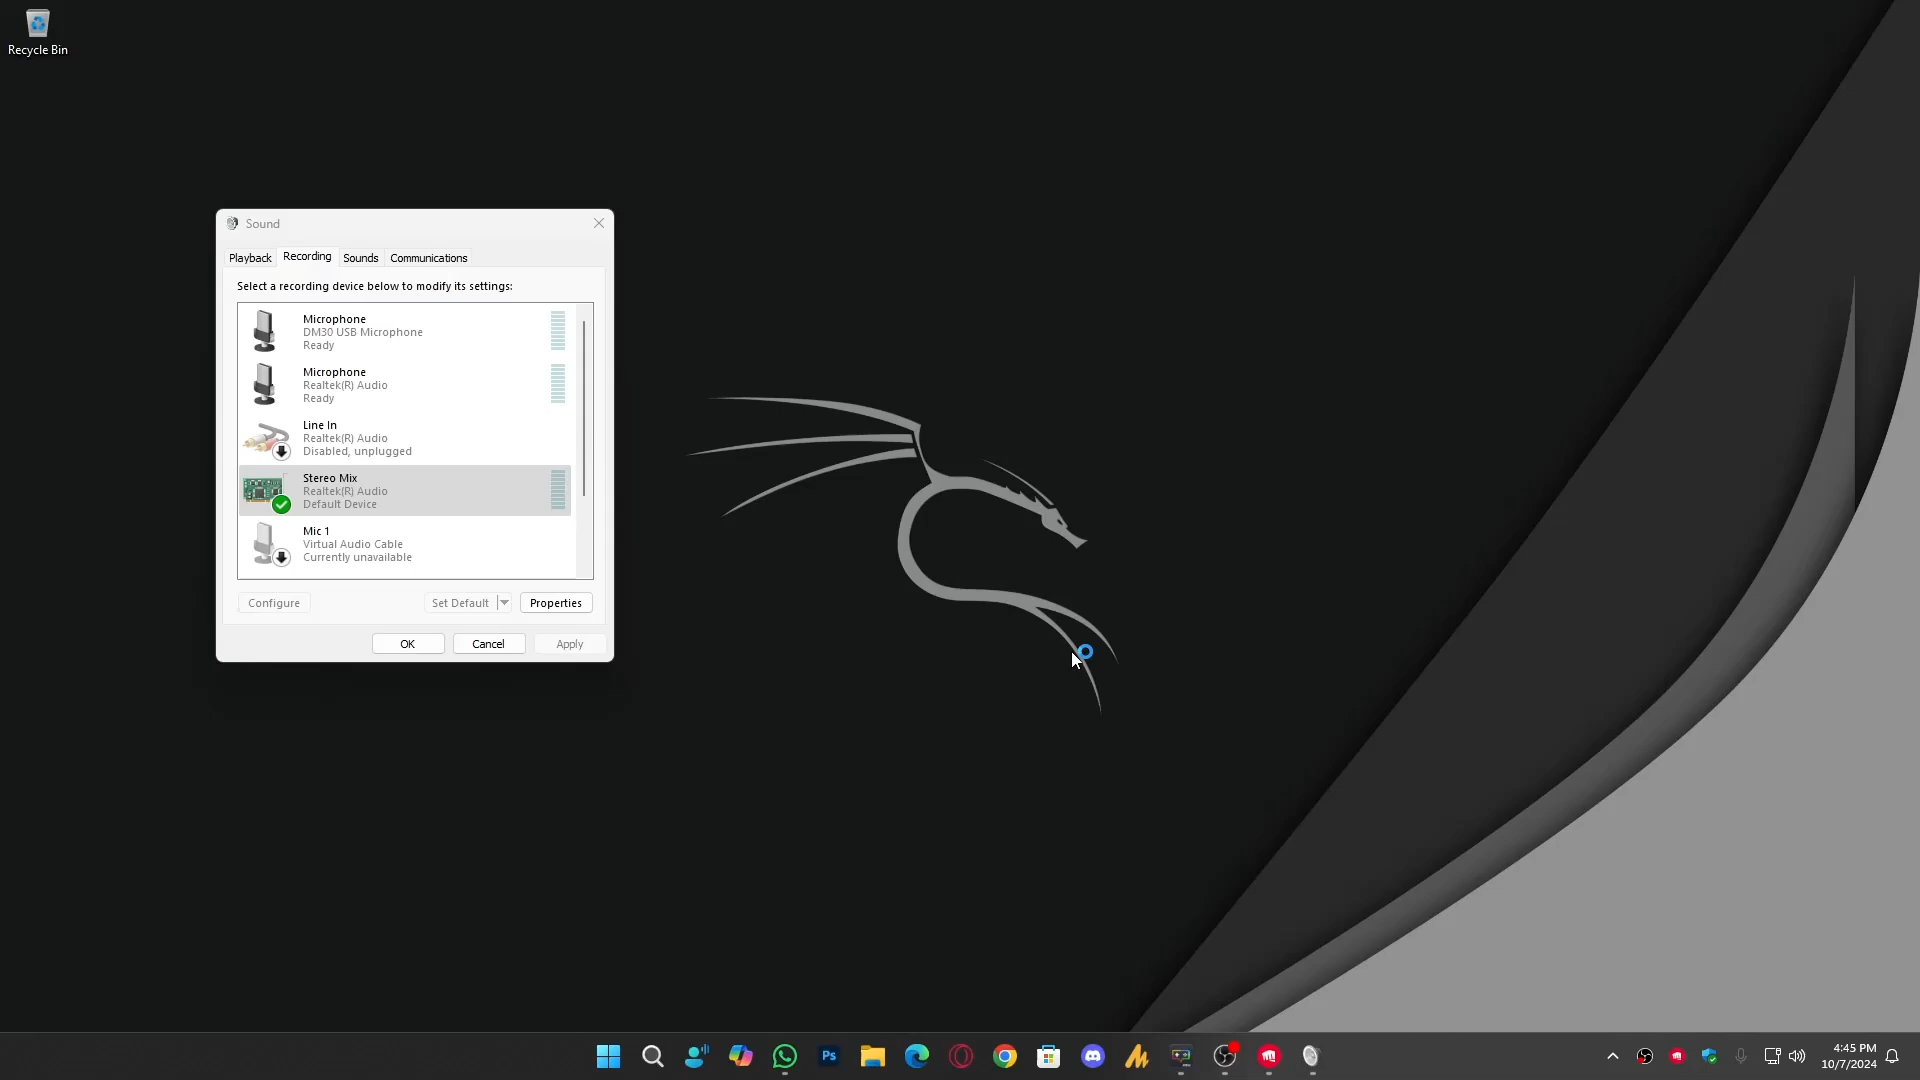 Recycle Bin
Sound
Playback
Recording
Sounds
Communications
Select a recording device below to modify its settings:
Microphone
DM30 USB Microphone
Ready
Microphone
Realtek(R) Audio
Ready
Line In
Realtek(R) Audio
Disabled, unplugged
Stereo Mix
Realtek(R) Audio
Default Device
Mic 1
Virtual Audio Cable
Currently unavailable
Configure
Set Default
Properties
OK
Cancel
Apply
Ps
4:45 PM
10/7/2024